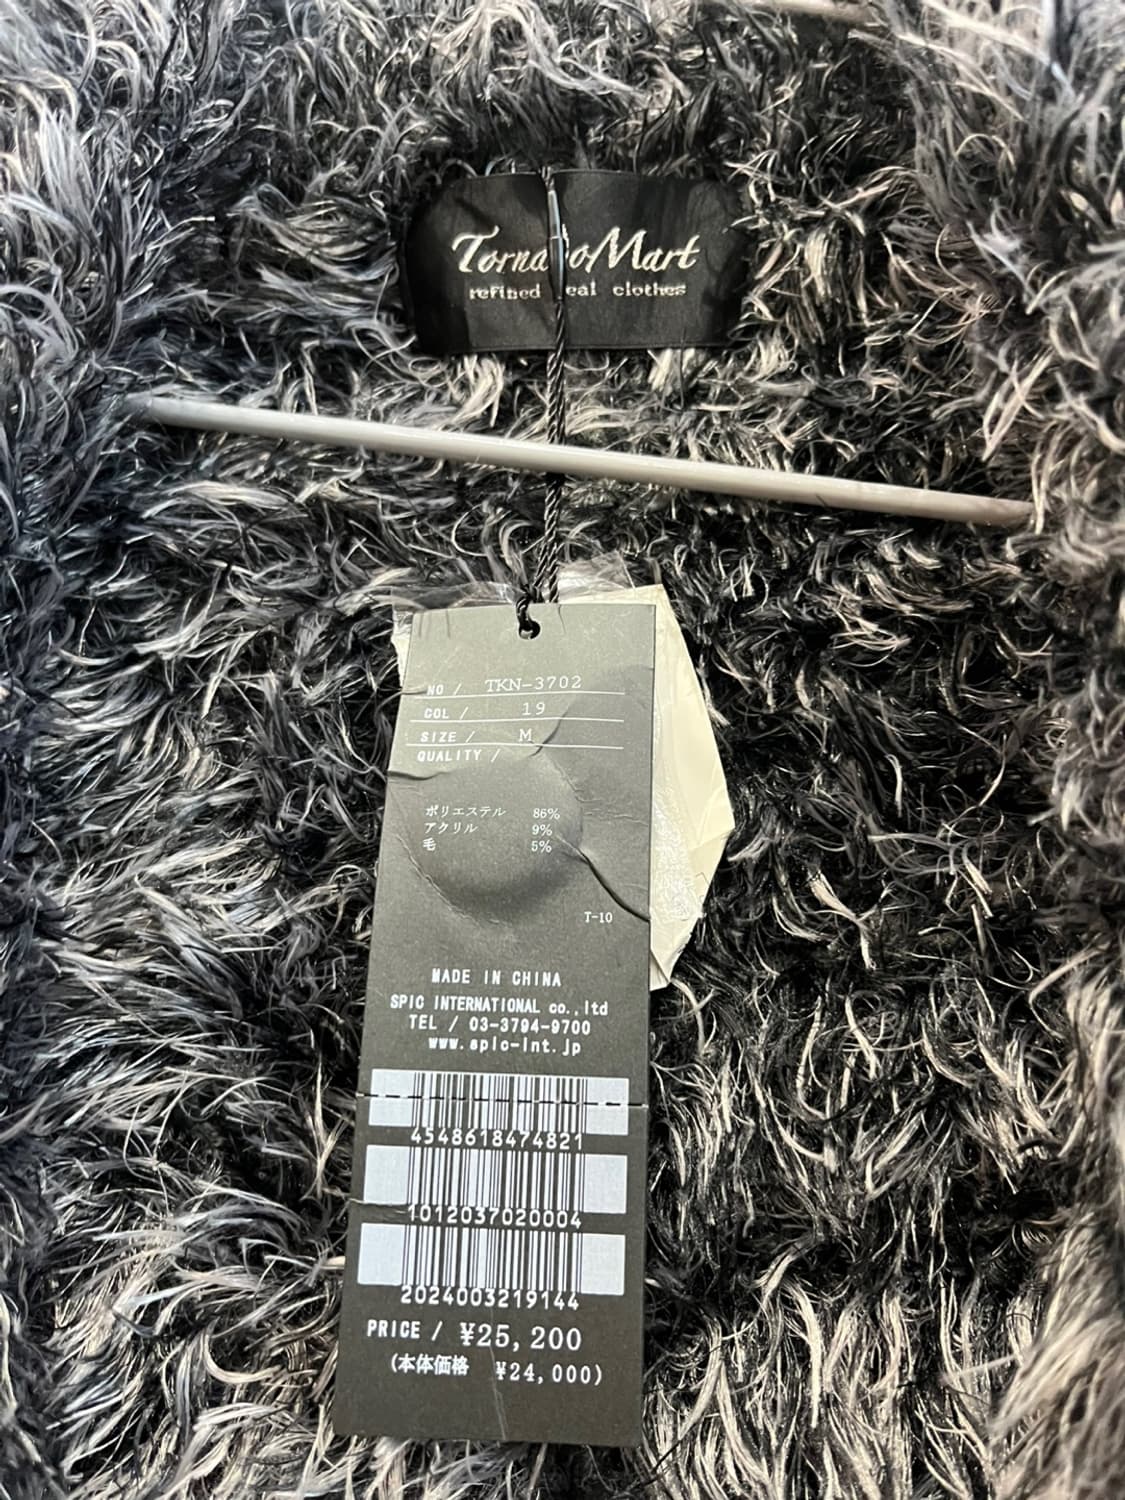 TornadoMart
refined real clothes
NO / TKN-3702
COL / 19
SIZE / M
QUALITY /
ポリエステル 86%
アクリル 9%
毛 5%
T-10
MADE IN CHINA
SPIC INTERNATIONAL co.,ltd
TEL / 03-3794-9700
www.spic-int.jp
4548618474821
1012037020004
2024003219144
PRICE / ¥25,200
(本体価格 ¥24,000)